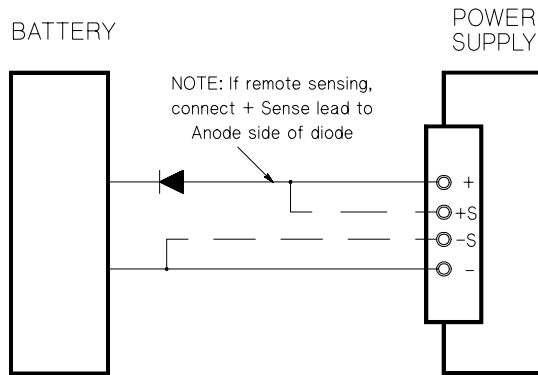 BATTERY
POWER
SUPPLY
NOTE: If remote sensing,
connect + Sense lead to
Anode side of diode
+
+S
-S
-